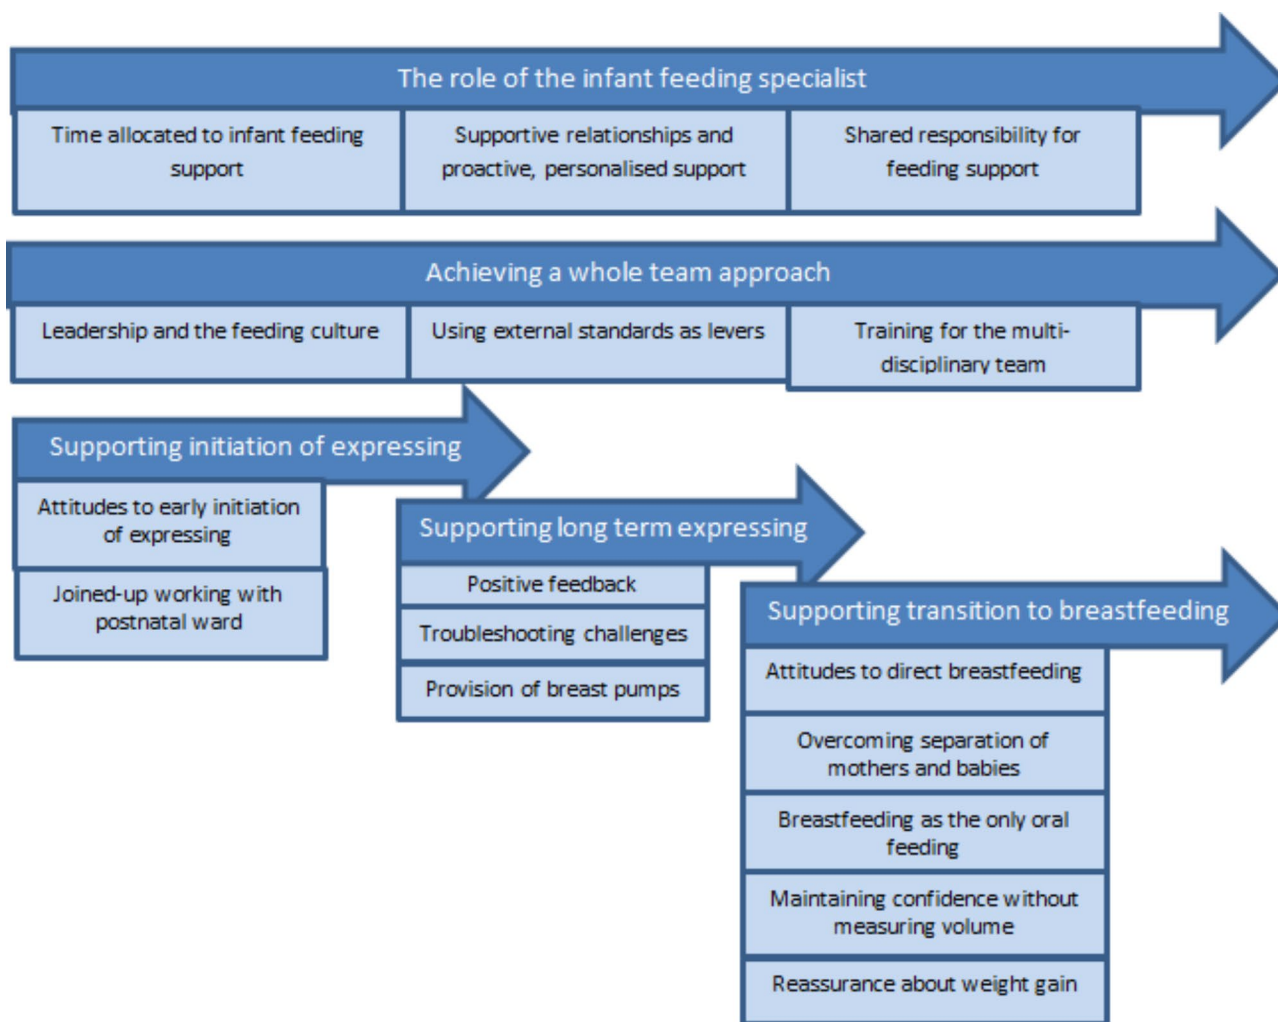 The role of the infant feeding specialist
Time allocated to infant feeding
support
Supportive relationships and
proactive, personalised support
Shared responsibility for
feeding support
Achieving a whole team approach
Leadership and the feeding culture
Using external standards as levers
Training for the multi-
disciplinary team
Supporting initiation of expressing
Attitudes to early initiation
of expressing
Joined-up working with
postnatal ward
Supporting long term expressing
Positive feedback
Troubleshooting challenges
Provision of breast pumps
Supporting transition to breastfeeding
Attitudes to direct breastfeeding
Overcoming separation of
mothers and babies
Breastfeeding as the only oral
feeding
Maintaining confidence without
measuring volume
Reassurance about weight gain